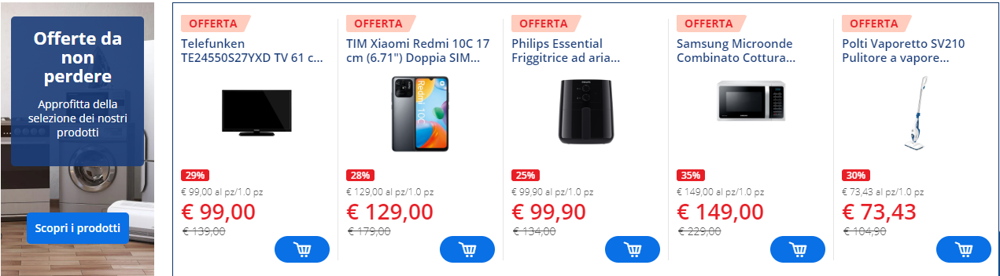 Offerte da
non
perdere
Approfitta della
selezione dei nostri
prodotti
Scopri i prodotti
OFFERTA
Telefunken
TE24550S27YXD TV 61 c...
29%
€ 99,00 al pz/1.0 pz
€ 99,00
€ 139,00
OFFERTA
TIM Xiaomi Redmi 10C 17
cm (6.71") Doppia SIM...
Redmi 10C
28%
€ 129,00 al pz/1.0 pz
€ 129,00
€ 179,00
OFFERTA
Philips Essential
Friggitrice ad aria...
25%
€ 99,90 al pz/1.0 pz
€ 99,90
€ 134,00
OFFERTA
Samsung Microonde
Combinato Cottura...
35%
€ 149,00 al pz/1.0 pz
€ 149,00
€ 229,00
OFFERTA
Polti Vaporetto SV210
Pulitore a vapore...
30%
€ 73,43 al pz/1.0 pz
€ 73,43
€ 104,90